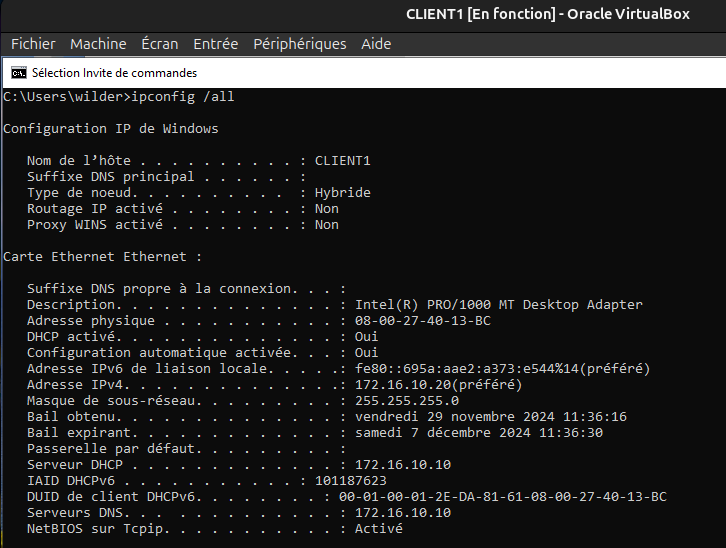 CLIENT1 [En fonction] - Oracle VirtualBox
Fichier Machine Écran Entrée Périphériques Aide
Sélection Invite de commandes
C:\Users\wilder>ipconfig /all
Configuration IP de Windows
Nom de l’hôte . . . . . . . . . . : CLIENT1
Suffixe DNS principal . . . . . . :
Type de noeud. . . . . . . . . . : Hybride
Routage IP activé . . . . . . . . : Non
Proxy WINS activé . . . . . . . . : Non
Carte Ethernet Ethernet :
Suffixe DNS propre à la connexion. . . :
Description. . . . . . . . . . . . . . : Intel(R) PRO/1000 MT Desktop Adapter
Adresse physique . . . . . . . . . . . : 08-00-27-40-13-BC
DHCP activé. . . . . . . . . . . . . . : Oui
Configuration automatique activée. . . : Oui
Adresse IPv6 de liaison locale. . . . .: fe80::695a:aae2:a373:e544%14(préféré)
Adresse IPv4. . . . . . . . . . . . . .: 172.16.10.20(préféré)
Masque de sous-réseau. . . . . . . . . : 255.255.255.0
Bail obtenu. . . . . . . . . . . . . . : vendredi 29 novembre 2024 11:36:16
Bail expirant. . . . . . . . . . . . . : samedi 7 décembre 2024 11:36:30
Passerelle par défaut. . . . . . . . . :
Serveur DHCP . . . . . . . . . . . . . : 172.16.10.10
IAID DHCPv6 . . . . . . . . . . . : 101187623
DUID de client DHCPv6. . . . . . . . : 00-01-00-01-2E-DA-81-61-08-00-27-40-13-BC
Serveurs DNS. . . . . . . . . . . . . : 172.16.10.10
NetBIOS sur Tcpip. . . . . . . . . . . : Activé